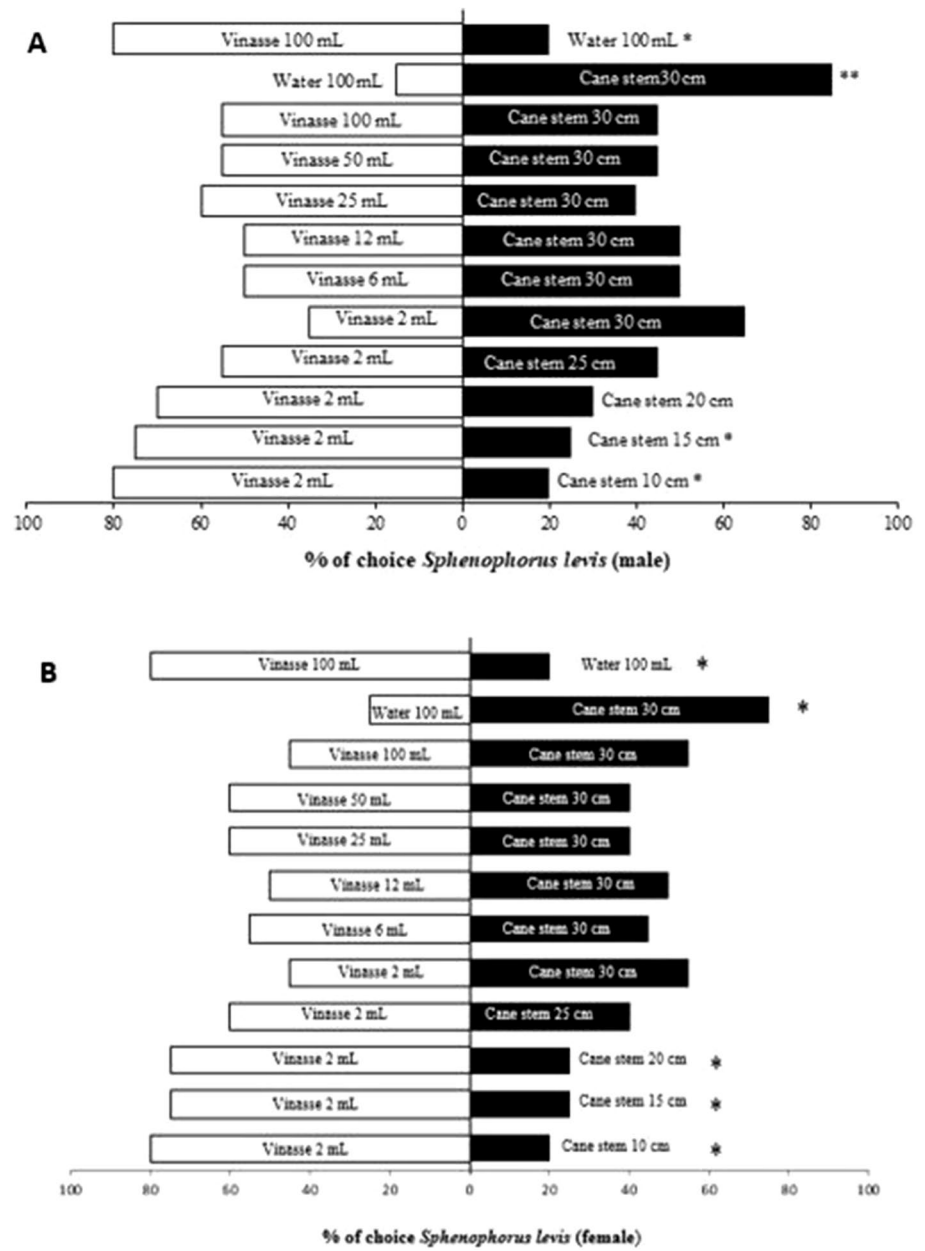 A
Vinasse 100 mL Water 100 mL *
Water 100 mL Cane stem30 cm **
Vinasse 100 mL Cane stem 30 cm
Vinasse 50 mL Cane stem 30 cm
Vinasse 25 mL Cane stem 30 cm
Vinasse 12 mL Cane stem 30 cm
Vinasse 6 mL Cane stem 30 cm
Vinasse 2 mL Cane stem 30 cm
Vinasse 2 mL Cane stem 25 cm
Vinasse 2 mL Cane stem 20 cm
Vinasse 2 mL Cane stem 15 cm *
Vinasse 2 mL Cane stem 10 cm *
100 80 60 40 20 0 20 40 60 80 100
% of choice Sphenophorus levis (male)
B
Vinasse 100 mL Water 100 mL *
Water 100 mL Cane stem 30 cm *
Vinasse 100 mL Cane stem 30 cm
Vinasse 50 mL Cane stem 30 cm
Vinasse 25 mL Cane stem 30 cm
Vinasse 12 mL Cane stem 30 cm
Vinasse 6 mL Cane stem 30 cm
Vinasse 2 mL Cane stem 30 cm
Vinasse 2 mL Cane stem 25 cm
Vinasse 2 mL Cane stem 20 cm *
Vinasse 2 mL Cane stem 15 cm *
Vinasse 2 mL Cane stem 10 cm *
100 80 60 40 20 0 20 40 60 80 100
% of choice Sphenophorus levis (female)